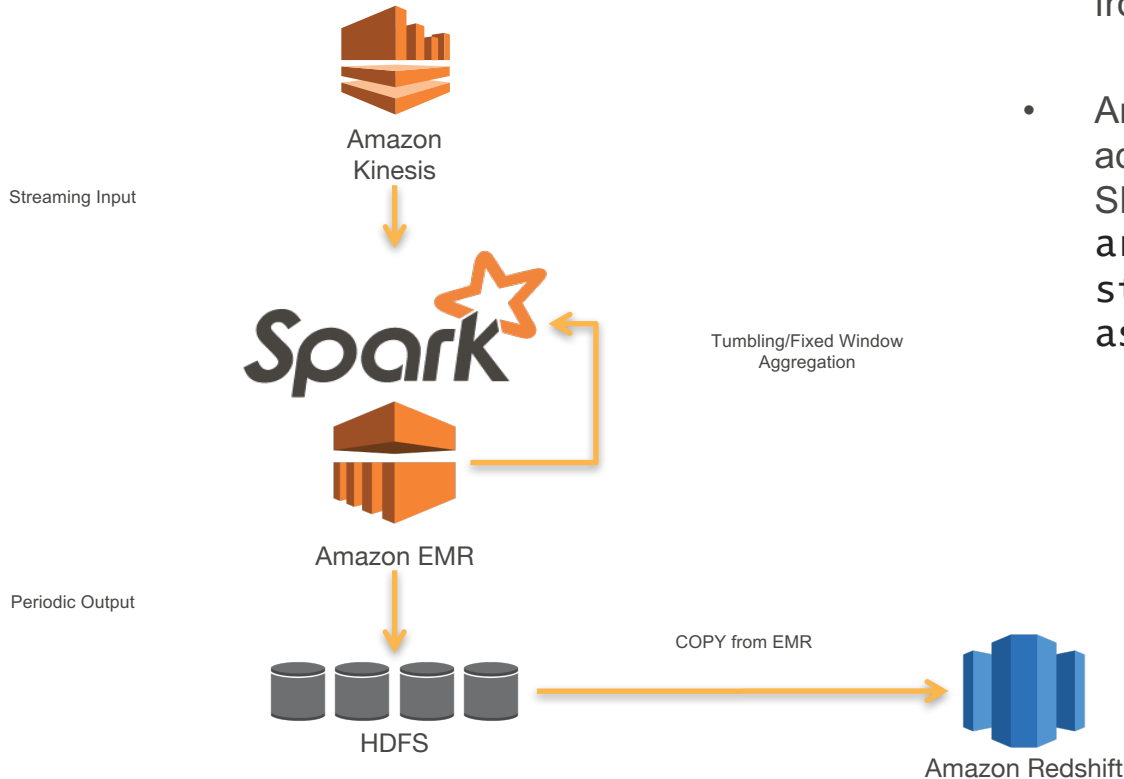 Amazon
Kinesis
Streaming Input
Spark
Tumbling/Fixed Window
Aggregation
Amazon EMR
Periodic Output
COPY from EMR
HDFS
Amazon Redshift
•